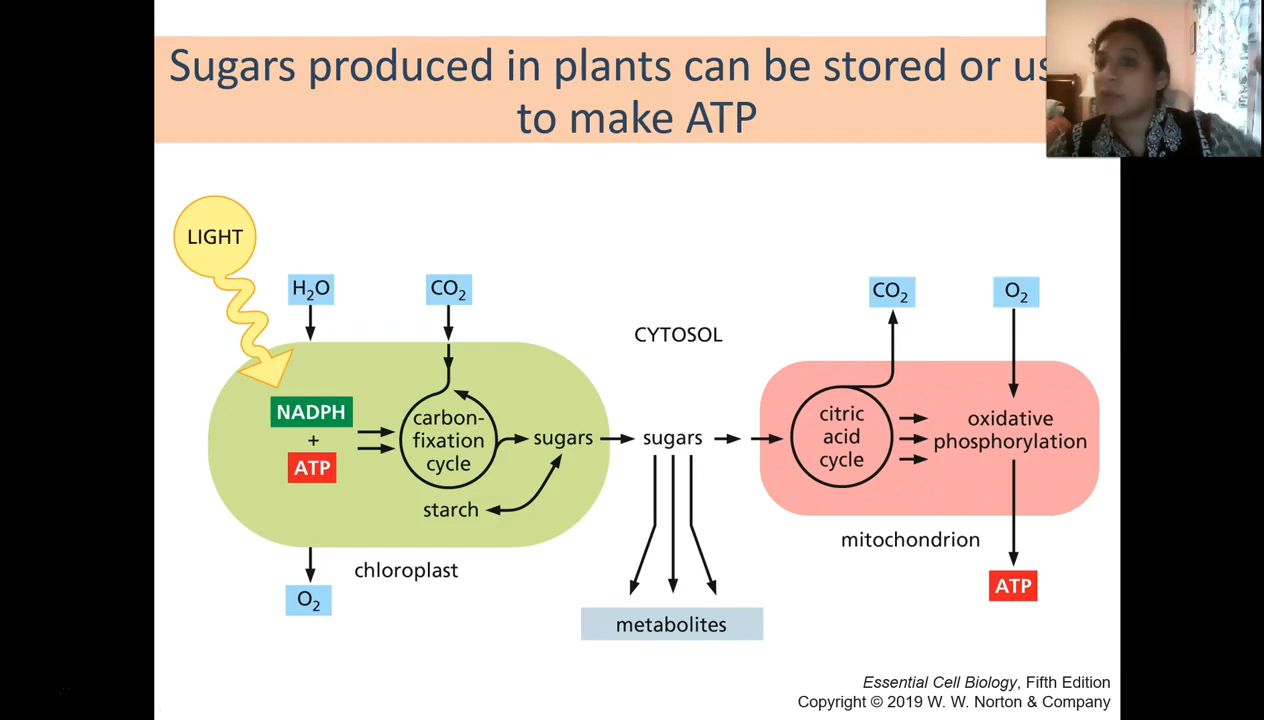 Sugars produced in plants can be stored or
to make ATP
LIGHT
H₂O
CO₂
CO₂
O₂
CYTOSOL
NADPH
+
ATP
carbon-
fixation
cycle
sugars
sugars
citric
acid
cycle
oxidative
phosphorylation
starch
mitochondrion
chloroplast
O₂
ATP
metabolites
Essential Cell Biology, Fifth Edition
Copyright © 2019 W. W. Norton & Company